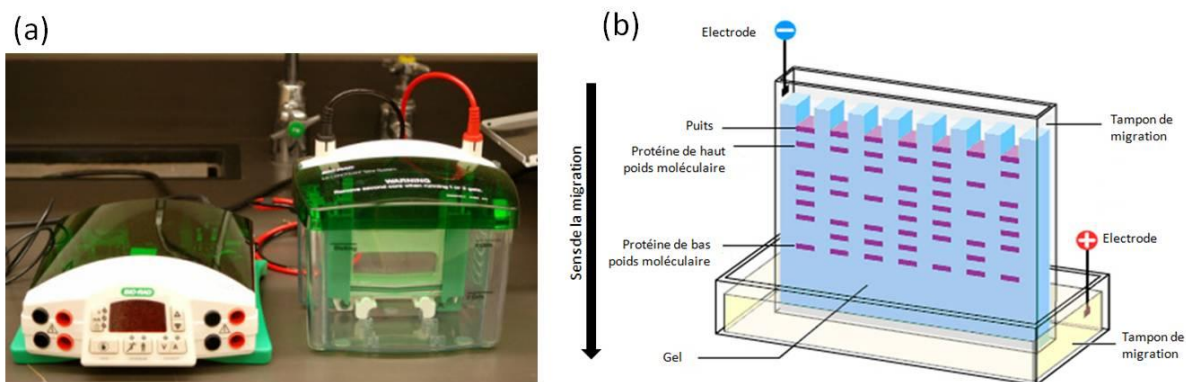 (a)
WARNING
BIO-RAD
V A
(b)
Electrode
Puits
Protéine de haut
poids moléculaire
Protéine de bas
poids moléculaire
Gel
Sens de la migration
Tampon de
migration
Electrode
Tampon de
migration